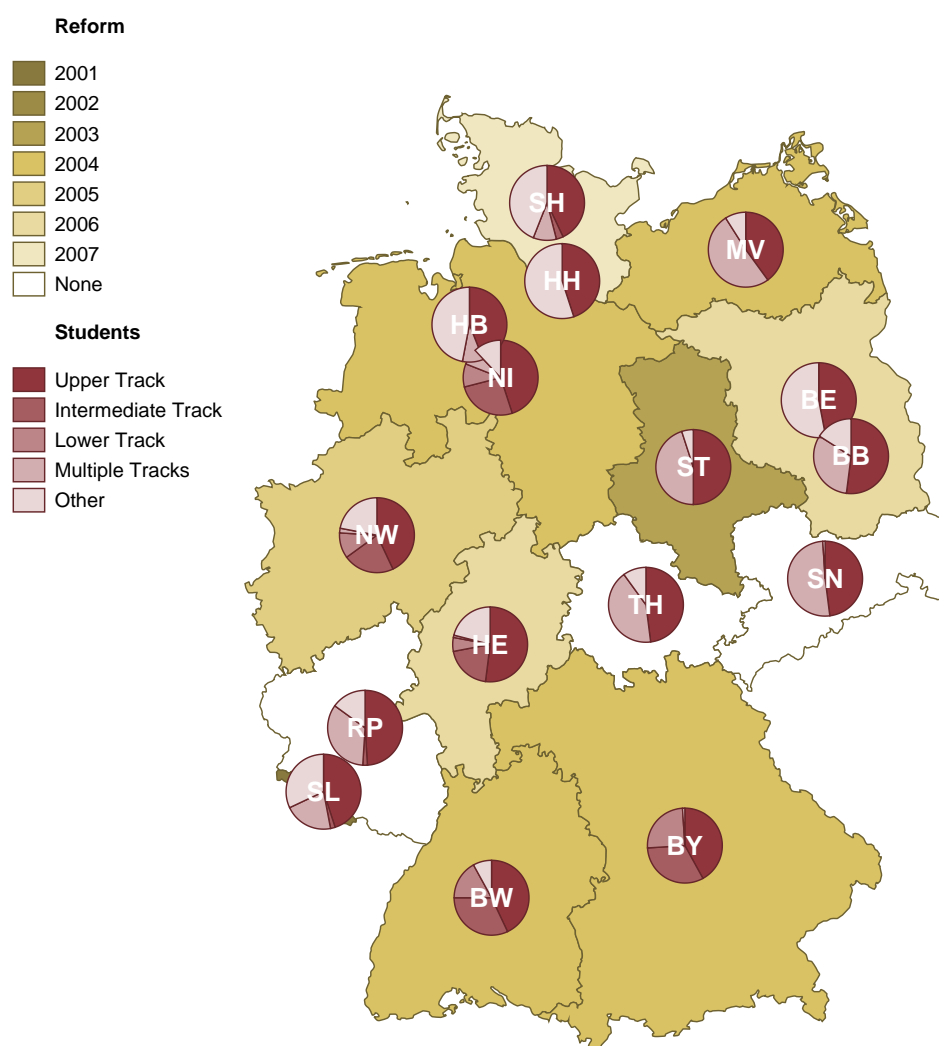 Reform
2001
2002
2003
2004
2005
2006
2007
None
Students
Upper Track
Intermediate Track
Lower Track
Multiple Tracks
Other
SH
MV
HH
HB
NI
BE
BB
ST
NW
SN
TH
HE
RP
SL
BY
BW